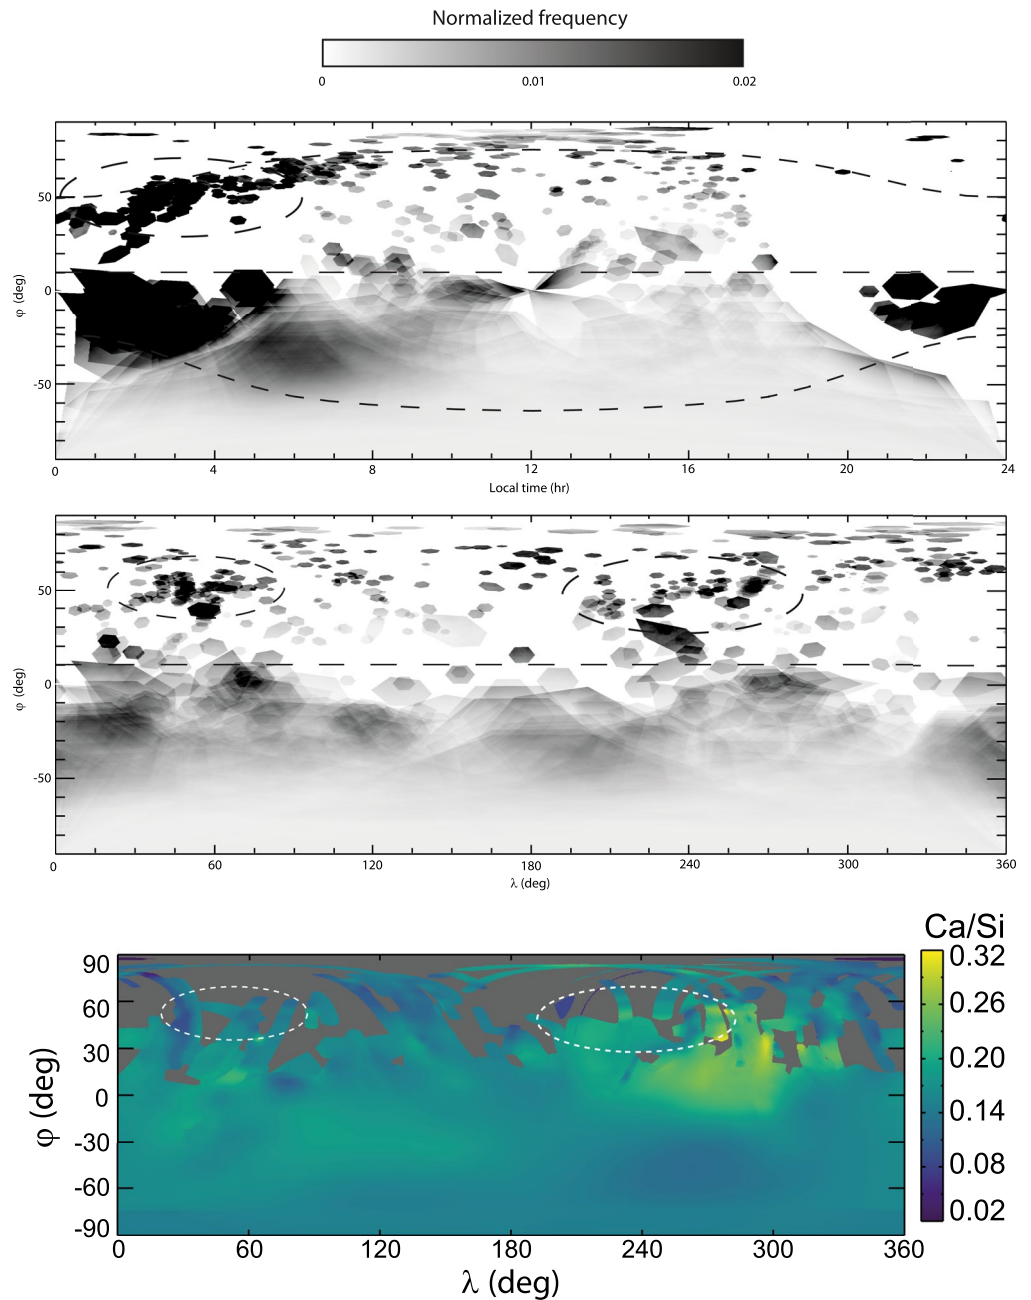 Normalized frequency
0 0.01 0.02
φ (deg)
50
0
-50
0 4 8 12 16 20 24
Local time (hr)
φ (deg)
50
0
-50
0 60 120 180 240 300 360
λ (deg)
Ca/Si
φ (deg)
90
60
30
0
-30
-60
-90
0.32
0.26
0.20
0.14
0.08
0.02
0 60 120 180 240 300 360
λ (deg)